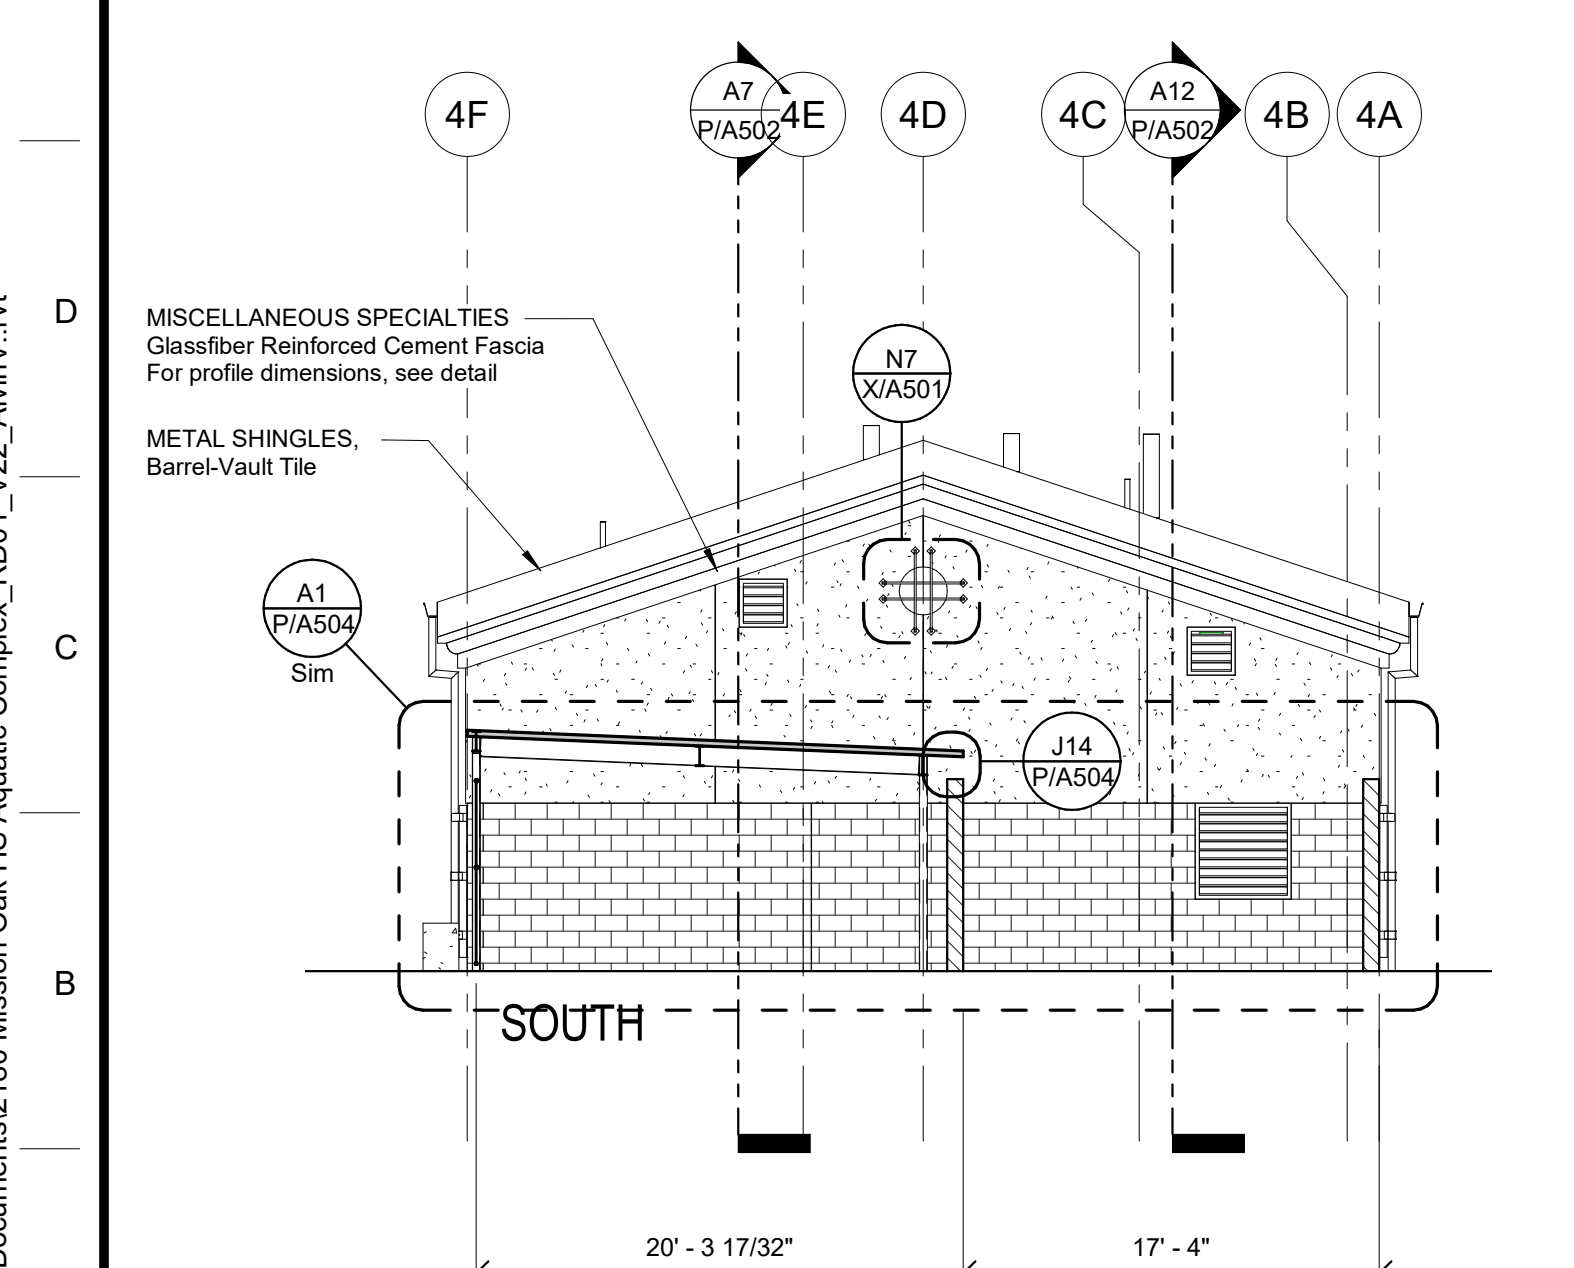 4F
A7
P/A502
4E
4D
4C
A12
P/A502
4B
4A
D
MISCELLANEOUS SPECIALTIES
Glassfiber Reinforced Cement Fascia
For profile dimensions, see detail
N7
X/A501
METAL SHINGLES,
Barrel-Vault Tile
A1
P/A504
Sim
C
J14
P/A504
B
SOUTH
20' - 3 17/32"
17' - 4"